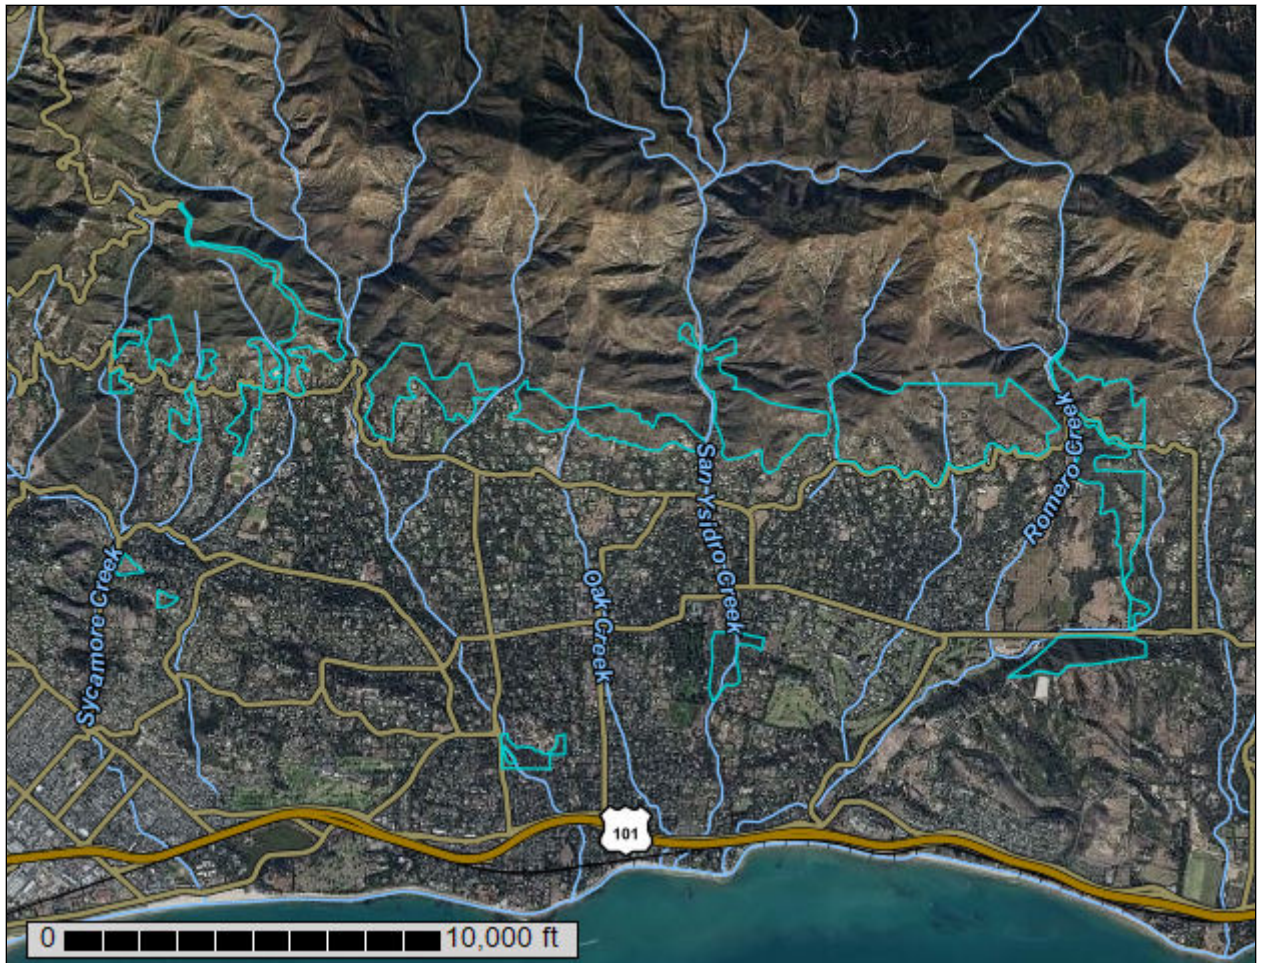 San Ysidro Creek
Romero Creek
Sycamore Creek
Oak Creek
101
0 10,000 ft